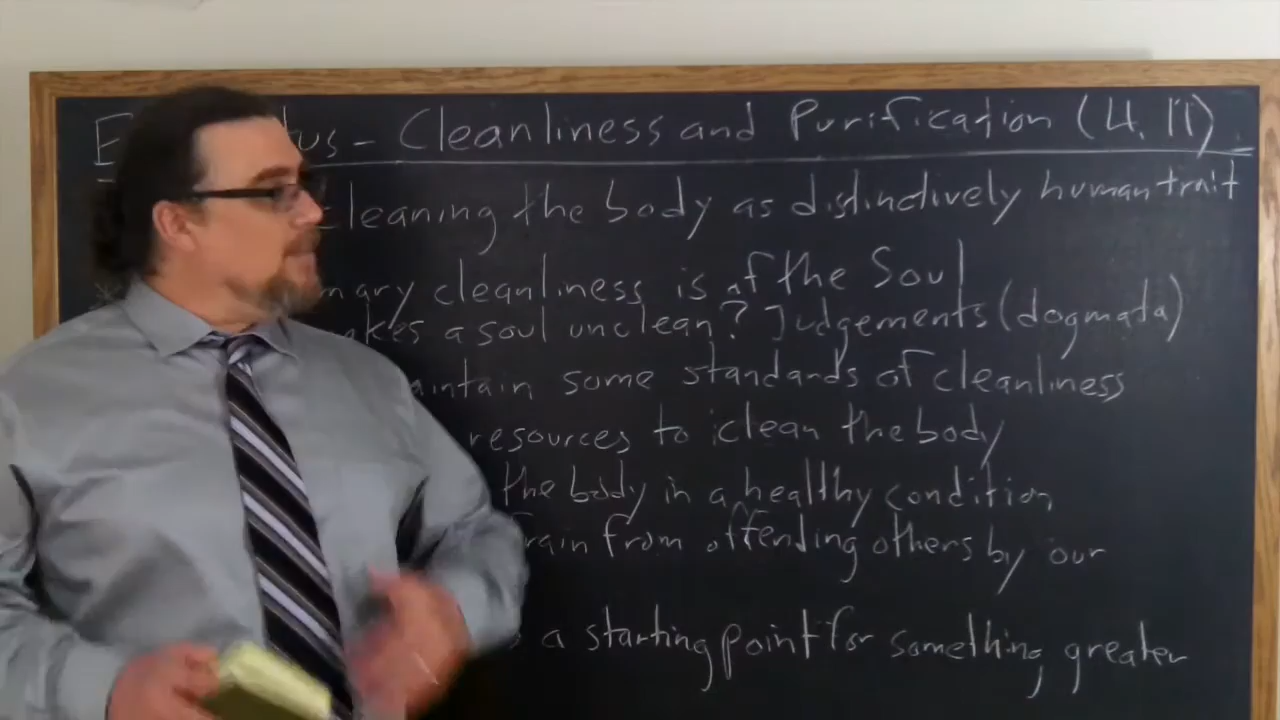 E tus - Cleanliness and Purification (4.11)
Cleaning the body as distinctively human trait
mary cleanliness is of the Soul
akes a soul unclean? Judgements (dogmata)
aintain some standards of cleanliness
resources to clean the body
the body in a healthy condition
rain from offending others by our
s a starting point for something greater